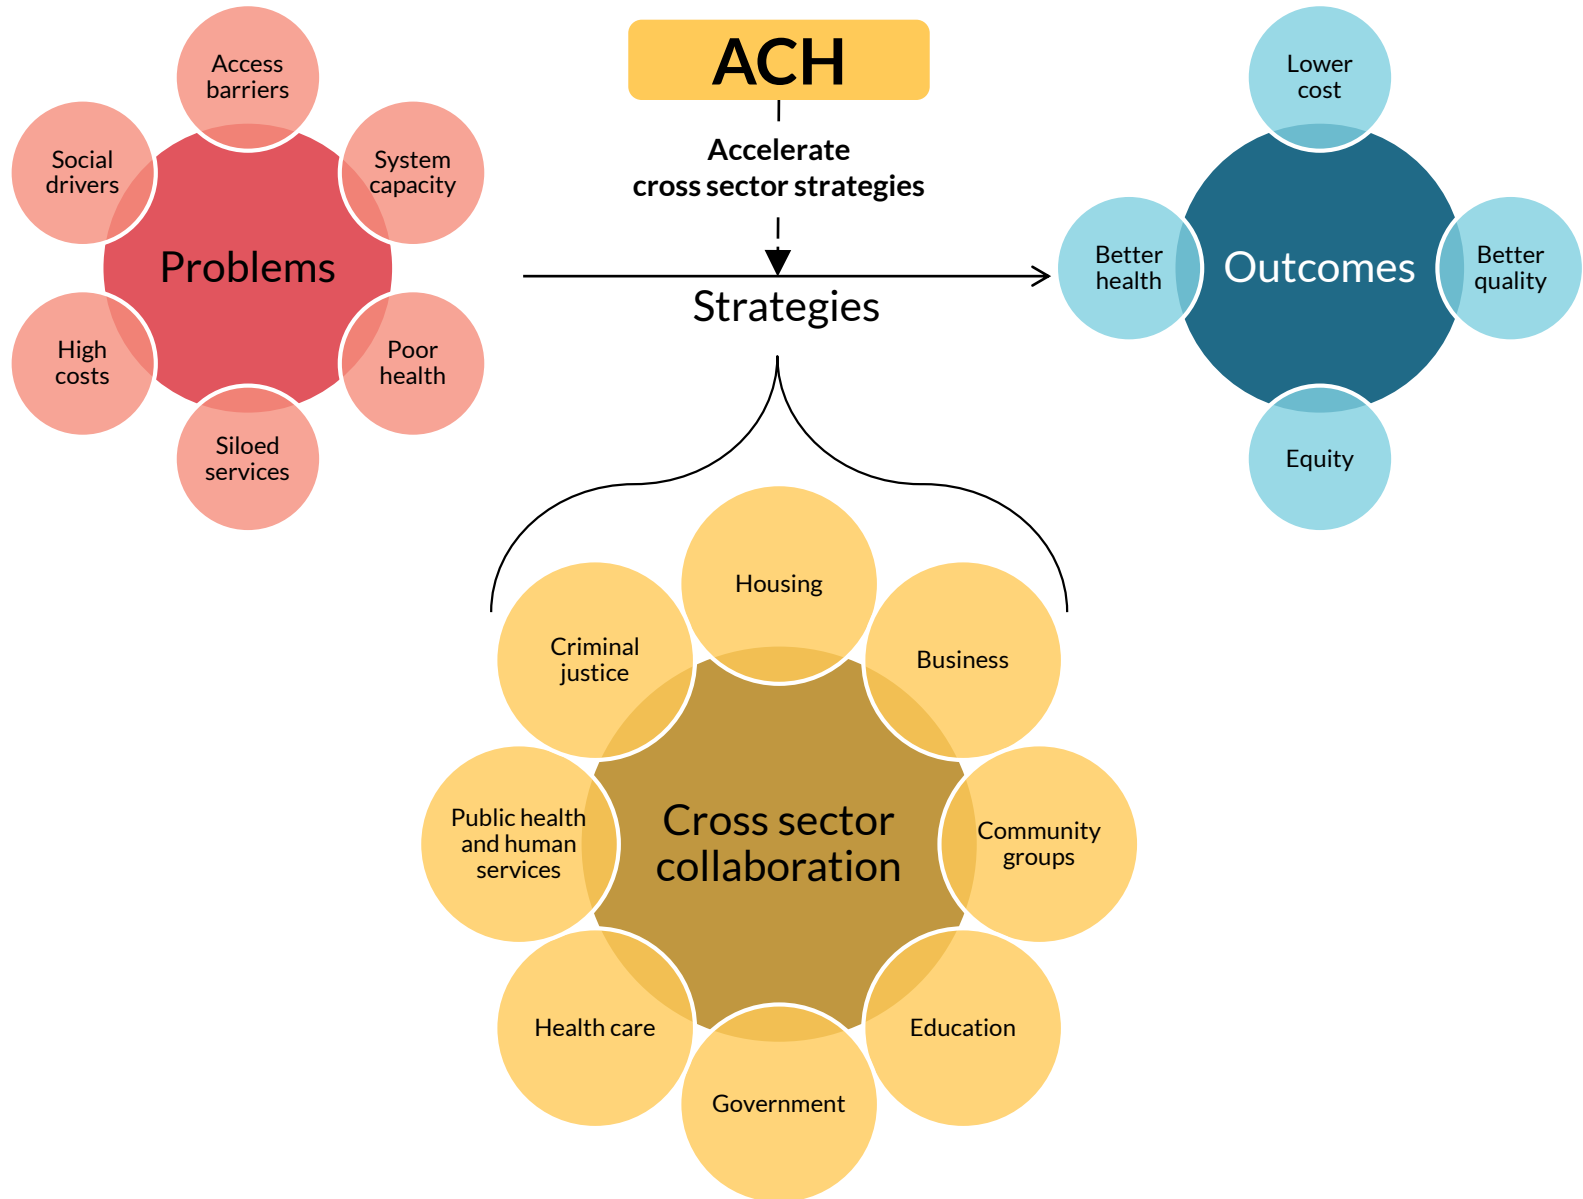 Access
barriers
System
capacity
Poor
health
Siloed
services
High
costs
Social
drivers
Problems
ACH
Accelerate
cross sector strategies
Strategies
Lower
cost
Better
quality
Equity
Better
health
Outcomes
Housing
Business
Community
groups
Education
Government
Health care
Public health
and human
services
Criminal
justice
Cross sector
collaboration